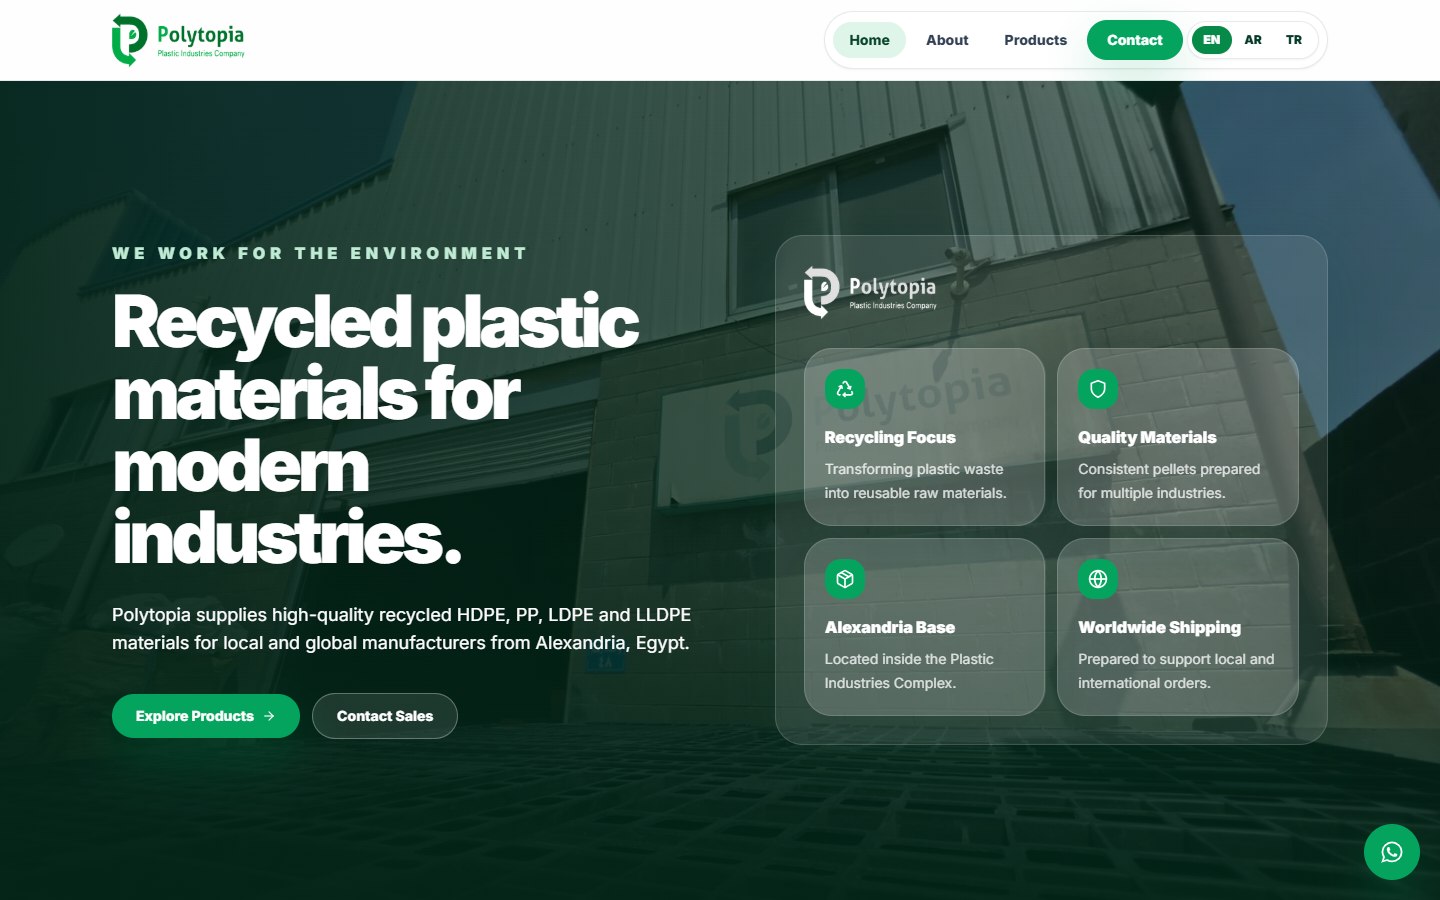 Polytopia
Plastic Industries Company
Home
About
Products
Contact
EN
AR
TR
WE WORK FOR THE ENVIRONMENT
Recycled plastic
materials for
modern
industries.
Polytopia supplies high-quality recycled HDPE, PP, LDPE and LLDPE
materials for local and global manufacturers from Alexandria, Egypt.
Explore Products
Contact Sales
Polytopia
Plastic Industries Company
Polytopia
Recycling Focus
Transforming plastic waste
into reusable raw materials.
Quality Materials
Consistent pellets prepared
for multiple industries.
Alexandria Base
Located inside the Plastic
Industries Complex.
Worldwide Shipping
Prepared to support local and
international orders.